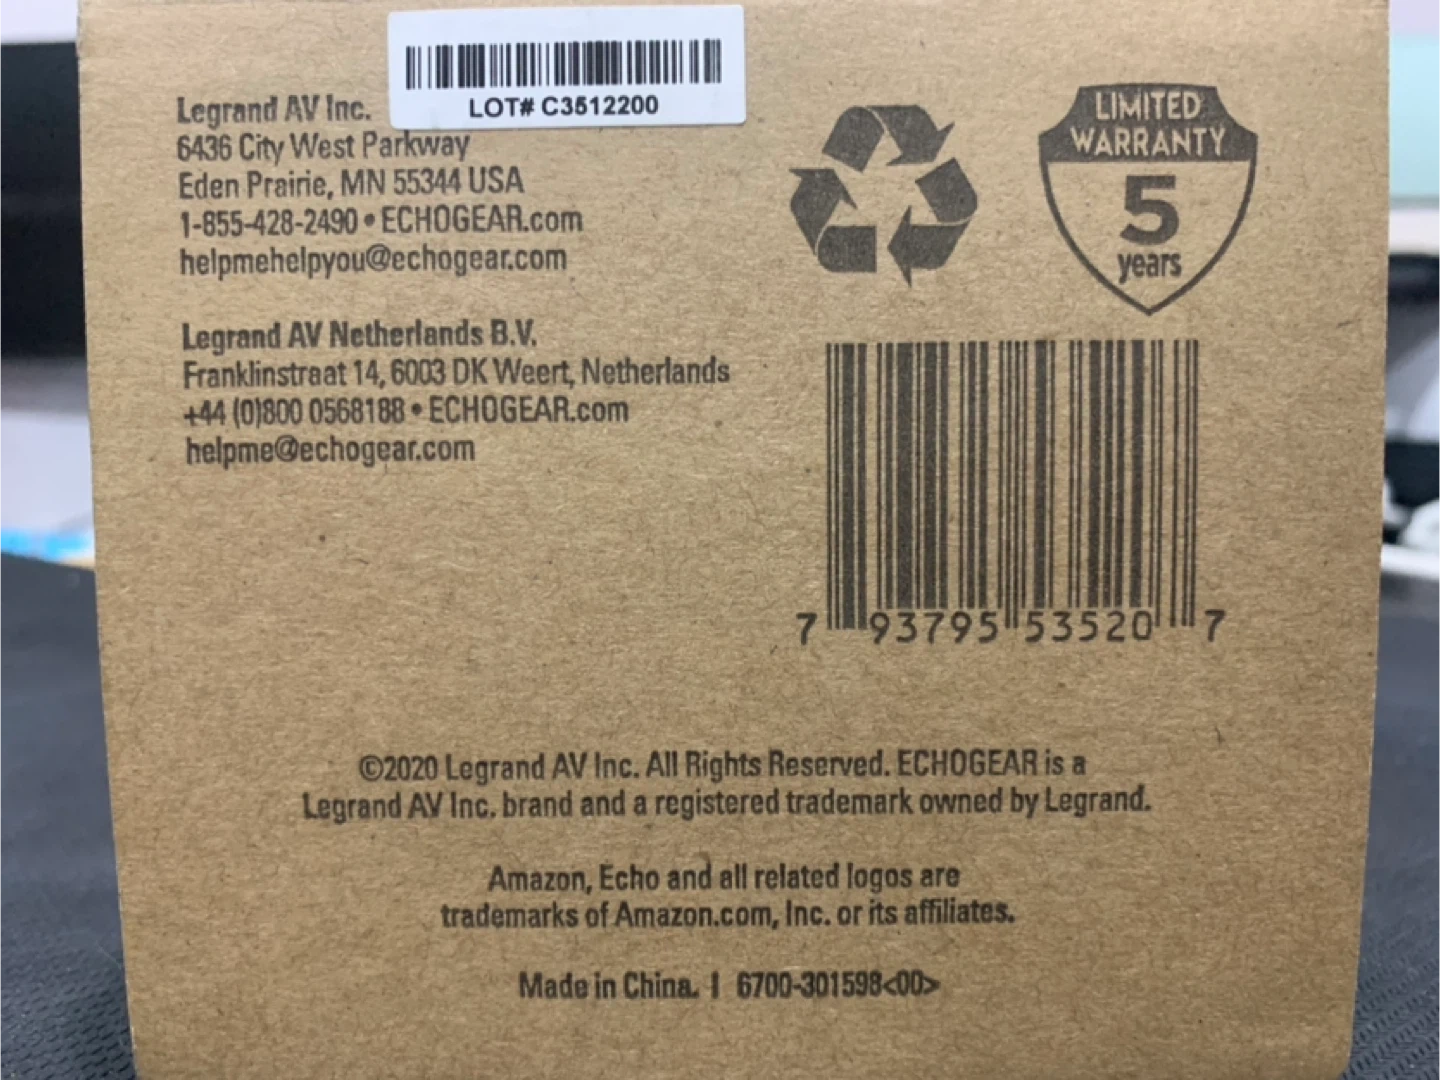 LOT# C3512200
Legrand AV Inc.
6436 City West Parkway
Eden Prairie, MN 55344 USA
1-855-428-2490 • ECHOGEAR.com
helpmehelpyou@echogear.com
Legrand AV Netherlands B.V.
Franklinstraat 14, 6003 DK Weert, Netherlands
+44 (0)800 0568188 • ECHOGEAR.com
helpme@echogear.com
LIMITED
WARRANTY
5
years
7 93795 53520 7
©2020 Legrand AV Inc. All Rights Reserved. ECHOGEAR is a
Legrand AV Inc. brand and a registered trademark owned by Legrand.
Amazon, Echo and all related logos are
trademarks of Amazon.com, Inc. or its affiliates.
Made in China. | 6700-301598<00>